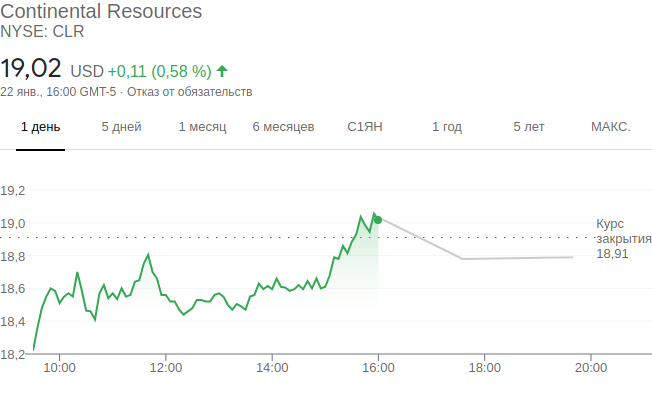 Continental Resources
NYSE: CLR
19,02 USD +0,11 (0,58 %)
22 янв., 16:00 GMT-5 · Отказ от обязательств
1 день 5 дней 1 месяц 6 месяцев С1ЯН 1 год 5 лет МАКС.
19,2
19,0
18,8
18,6
18,4
18,2
Курс
закрытия
18,91
10:00 12:00 14:00 16:00 18:00 20:00